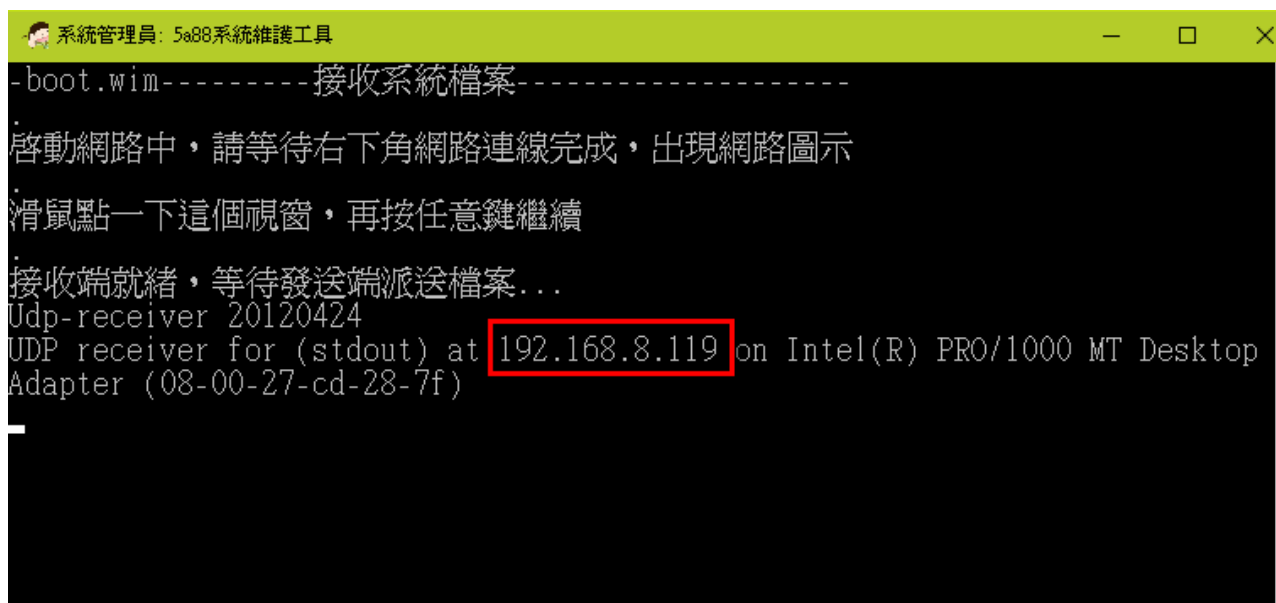 系統管理員: 5a88系統維護工具
-boot.wim---------接收系統檔案--------------------
.
啓動網路中，請等待右下角網路連線完成，出現網路圖示
.
滑鼠點一下這個視窗，再按任意鍵繼續
.
接收端就緒，等待發送端派送檔案...
Udp-receiver 20120424
UDP receiver for (stdout) at 192.168.8.119 on Intel(R) PRO/1000 MT Desktop
Adapter (08-00-27-cd-28-7f)